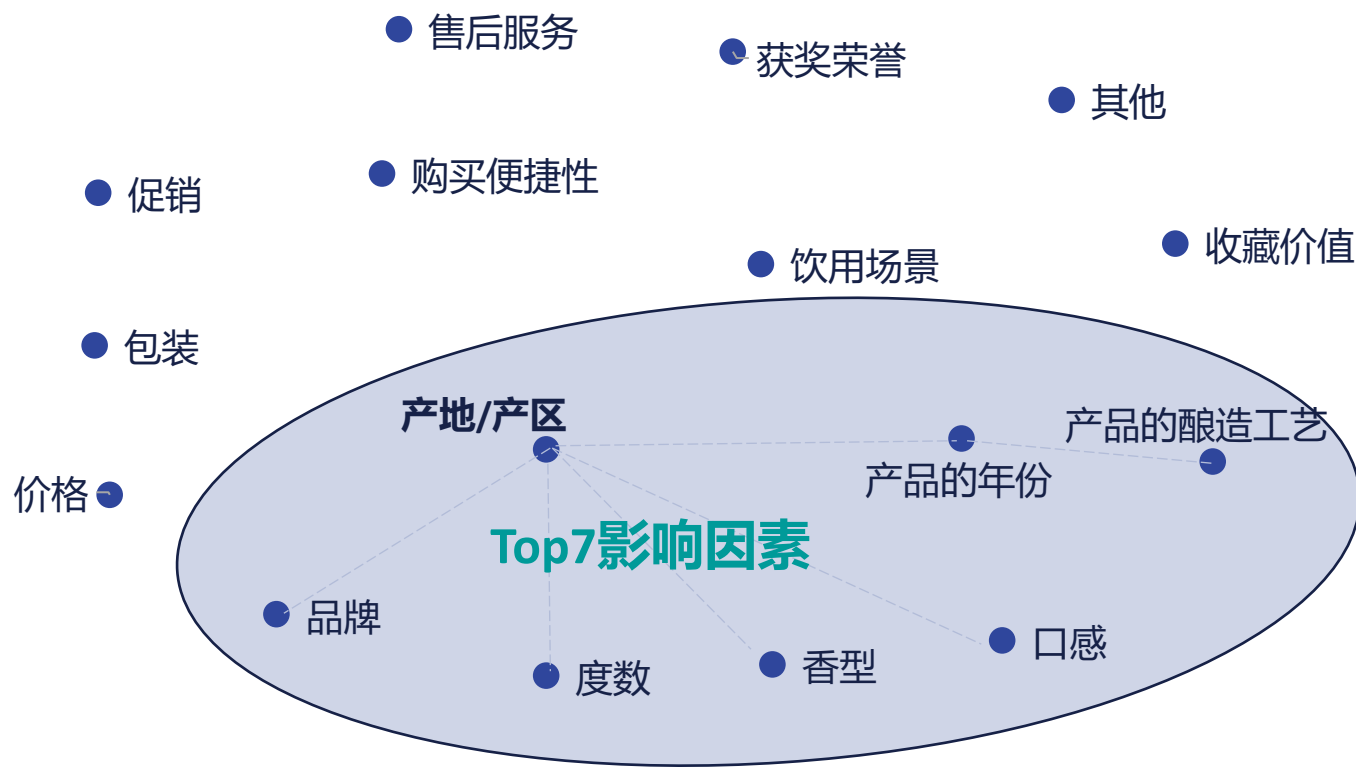 售后服务
获奖荣誉
其他
购买便捷性
促销
收藏价值
饮用场景
包装
产地/产区
产品的酿造工艺
产品的年份
价格
Top7影响因素
品牌
口感
香型
度数